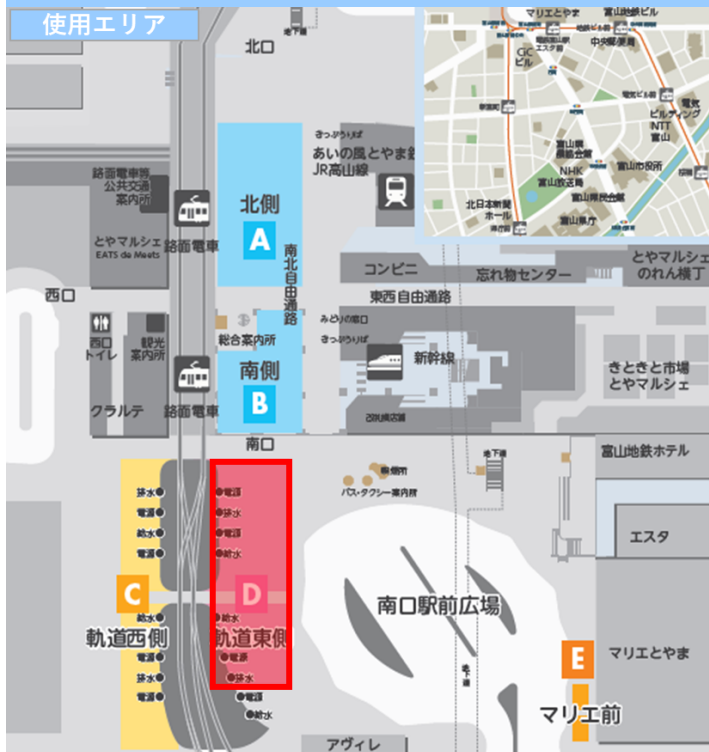 使用エリア
北口
地下道
きっぷうりば
あいの風とやま鉄
JR高山線
路面電車等
公共交通
案内所
とやマルシェ
EATS de Meets
路面電車
北側
A
南北自由通路
コンビニ
忘れ物センター
とやマルシェ
のれん横丁
西口
東西自由通路
西口
トイレ
観光
案内所
総合案内所
みどりの窓口
きっぷうりば
新幹線
南側
B
クラルテ
路面電車
きときと市場
とやマルシェ
南口
富山地鉄ホテル
地下道
バス・タクシー案内所
エスタ
排水
電源
給水
電源
電源
排水
電源
給水
C
軌道西側
D
軌道東側
給水
電源
排水
電源
給水
電源
排水
電源
給水
南口駅前広場
地下道
E
マリエとやま
マリエ前
アヴィレ
マリエとやま
富山地鉄ビル
CiC
ビル
中央郵便局
電気ビル前
電気
ビルディング
NTT
富山
NHK
富山放送局
富山市役所
富山県民会館
北日本新聞
ホール
富山県庁